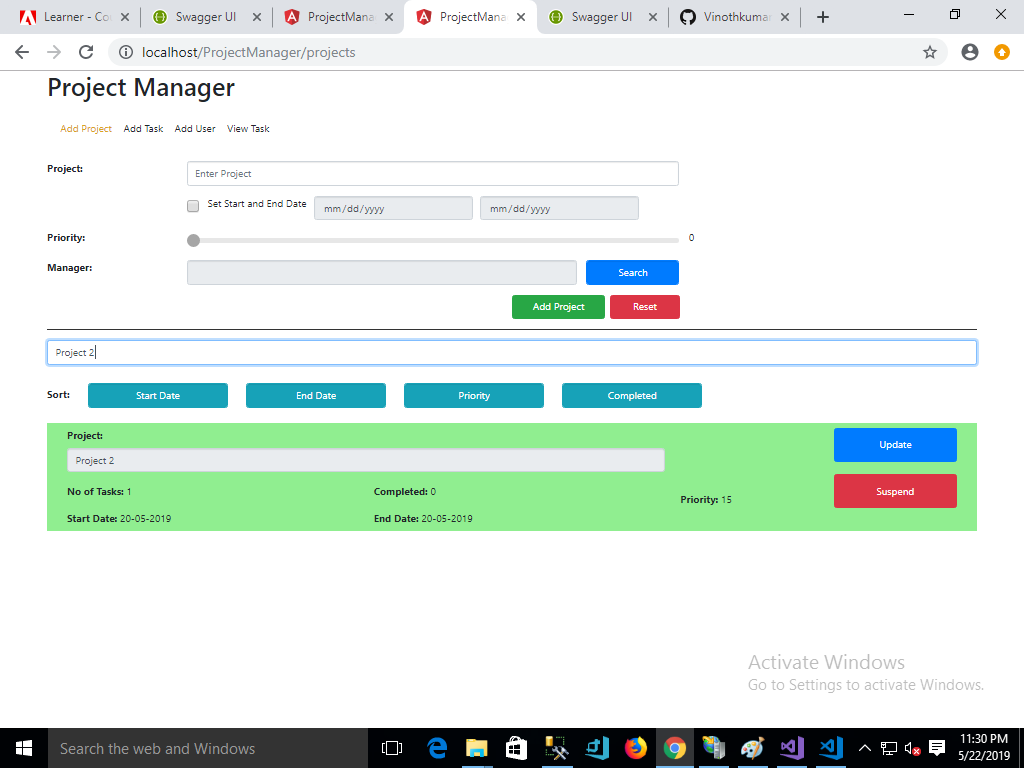 Learner - Co
Swagger UI
ProjectMana
ProjectMana
Swagger UI
Vinothkumar
localhost/ProjectManager/projects
Project Manager
Add Project Add Task Add User View Task
Project:
Enter Project
Set Start and End Date
mm/dd/yyyy
mm/dd/yyyy
Priority:
0
Manager:
Search
Add Project
Reset
Project 2
Sort:
Start Date
End Date
Priority
Completed
Project:
Project 2
Update
No of Tasks: 1
Completed: 0
Priority: 15
Suspend
Start Date: 20-05-2019
End Date: 20-05-2019
Activate Windows
Go to Settings to activate Windows.
Search the web and Windows
11:30 PM
5/22/2019